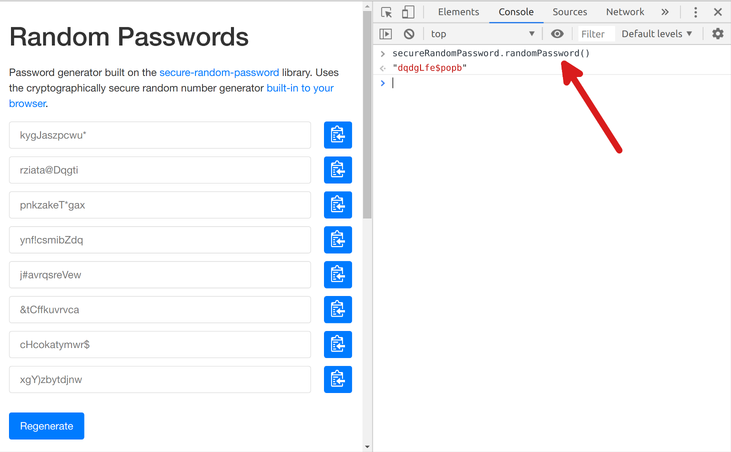 Random Passwords
Password generator built on the secure-random-password library. Uses
the cryptographically secure random number generator built-in to your
browser.
kygJaszpcwu*
rziata@Dqgti
pnkzakeT*gax
ynf!csmibZdq
j#avrqsreVew
&tCffkuvrvca
cHcokatymwr$
xgY)zbytdjnw
Regenerate
Elements Console Sources Network »
top Filter Default levels
> secureRandomPassword.randomPassword()
"dqdgLfe$popb"
>